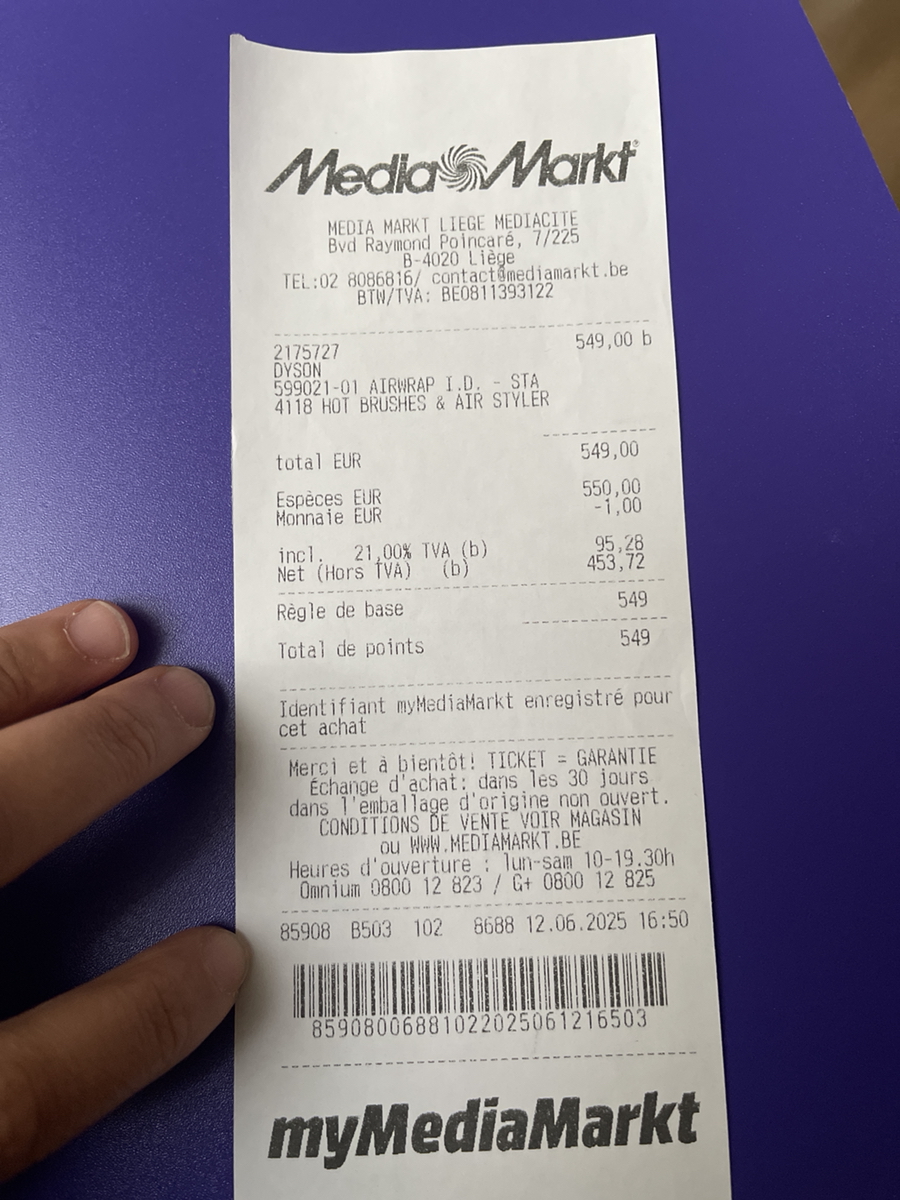 Media Markt®
MEDIA MARKT LIEGE MEDIACITE
Bvd Raymond Poincaré, 7/225
B-4020 Liège
TEL:02 8086816/ contact@mediamarkt.be
BTW/TVA: BE0811393122
2175727 549,00 b
DYSON
599021-01 AIRWRAP I.D. - STA
4118 HOT BRUSHES & AIR STYLER
total EUR 549,00
Espèces EUR 550,00
Monnaie EUR -1,00
incl. 21,00% TVA (b) 95,28
Net (Hors TVA) (b) 453,72
Règle de base 549
Total de points 549
Identifiant myMediaMarkt enregistré pour
cet achat
Merci et à bientôt! TICKET = GARANTIE
Échange d'achat: dans les 30 jours
dans l'emballage d'origine non ouvert.
CONDITIONS DE VENTE VOIR MAGASIN
ou WWW.MEDIAMARKT.BE
Heures d'ouverture : lun-sam 10-19.30h
Omnium 0800 12 823 / G+ 0800 12 825
85908 B503 102 8688 12.06.2025 16:50
8590800688102202506121650​3
myMediaMarkt